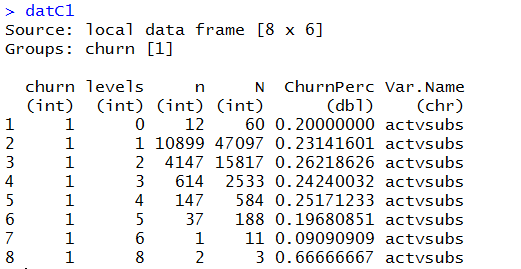 > datC1
Source: local data frame [8 x 6]
Groups: churn [1]

  churn levels     n     N  ChurnPerc Var.Name
  (int)  (int) (int) (int)      (dbl)    (chr)
1     1      0    12    60 0.20000000 actvsubs
2     1      1 10899 47097 0.23141601 actvsubs
3     1      2  4147 15817 0.26218626 actvsubs
4     1      3   614  2533 0.24240032 actvsubs
5     1      4   147   584 0.25171233 actvsubs
6     1      5    37   188 0.19680851 actvsubs
7     1      6     1    11 0.09090909 actvsubs
8     1      8     2     3 0.66666667 actvsubs